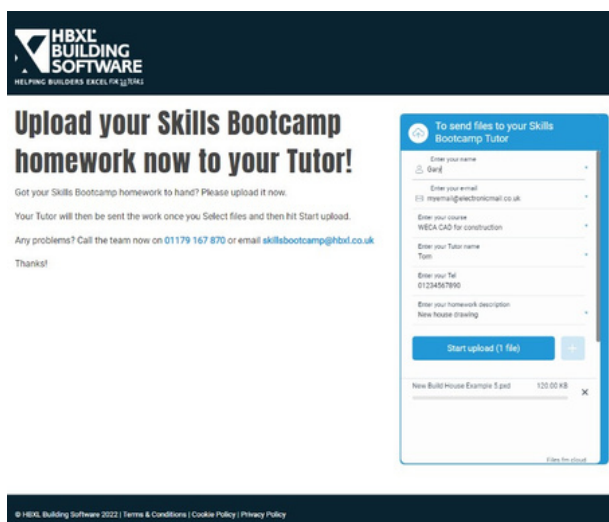 HBXL
BUILDING
SOFTWARE
HELPING BUILDERS EXCEL FOR
Upload your Skills Bootcamp
homework now to your Tutor!
Got your Skills Bootcamp homework to hand? Please upload it now.
Your Tutor will then be sent the work once you Select files and then hit Start upload.
Any problems? Call the team now on 01179 167 870 or email skillsbootcamp@hbxl.co.uk
Thanks!
To send files to your Skills
Bootcamp Tutor
Enter your name
Gary
Enter your e-mail
myemail@electronicmail.co.uk
Enter your course
WECA CAD for construction
Enter your Tutor name
Tom
Enter your Tel
01234567890
Enter your homework description
New house drawing
Start upload (1 file)
+
New Build House Example 5.pxd 120.00 KB
Files.fm cloud
© HBXL Building Software 2022 | Terms & Conditions | Cookie Policy | Privacy Policy